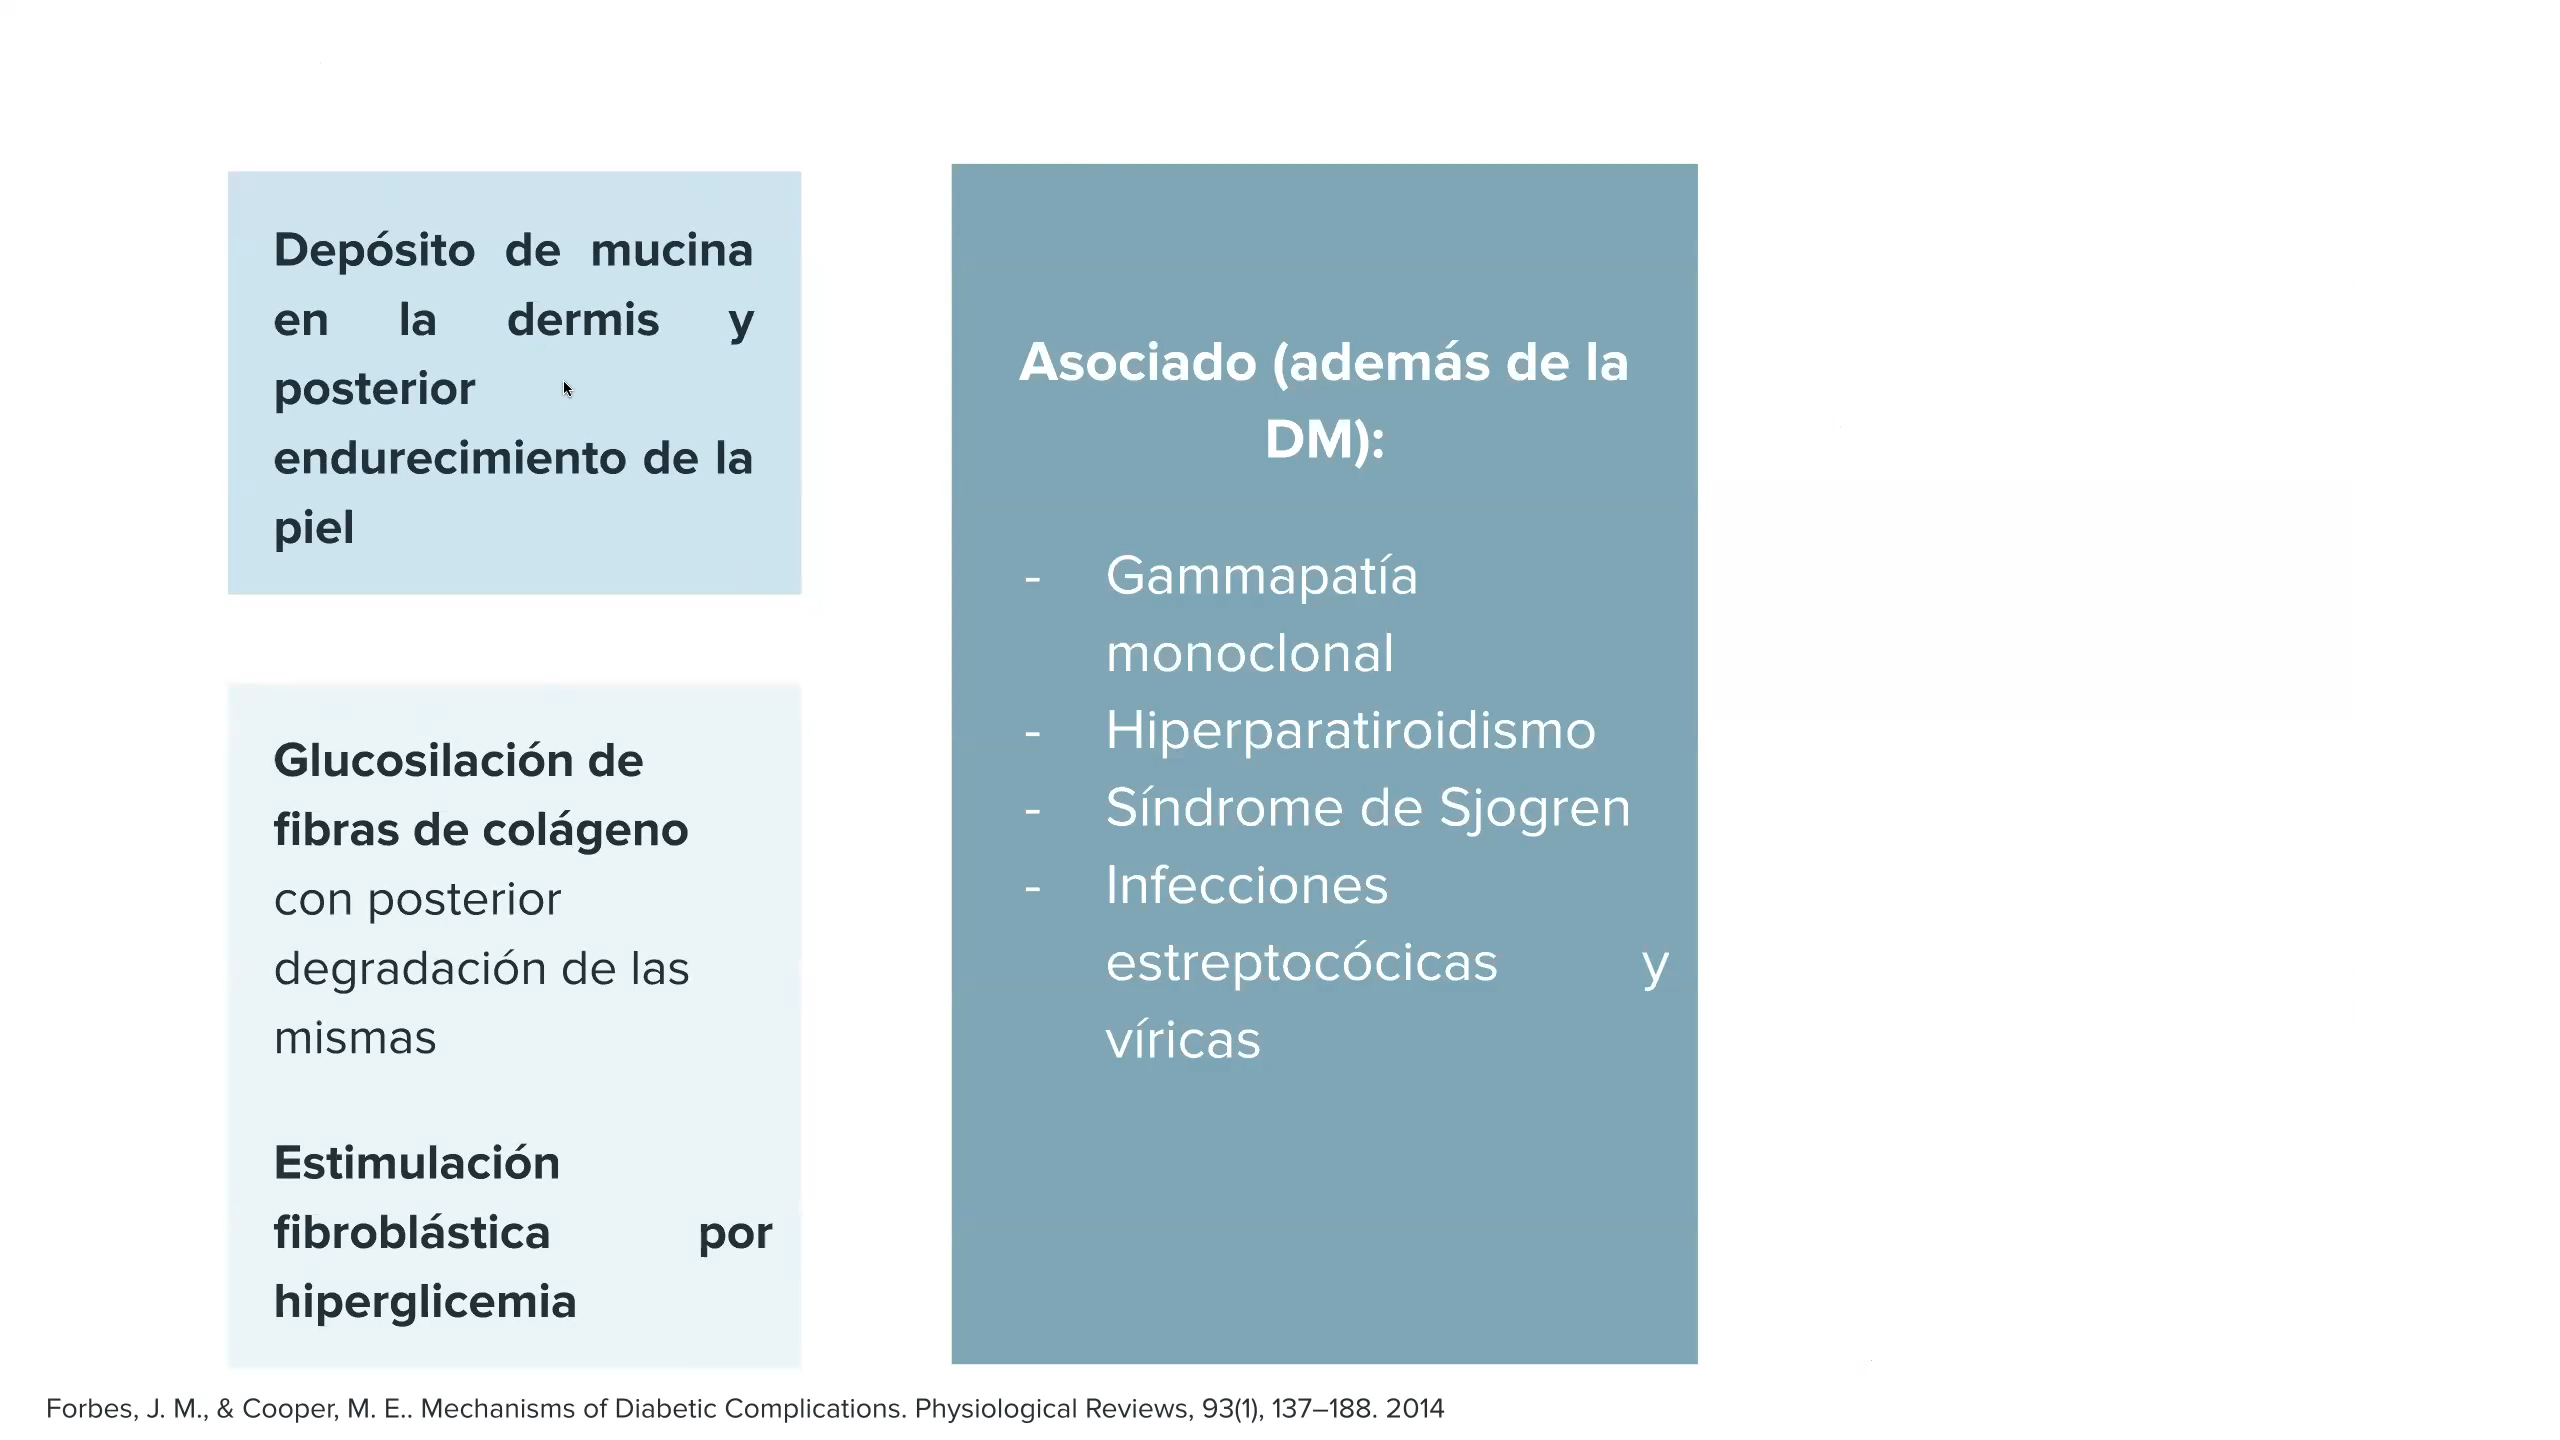 Depósito de mucina
en la dermis y
posterior
endurecimiento de la
piel
Glucosilación de
fibras de colágeno
con posterior
degradación de las
mismas
Estimulación
fibroblástica por
hiperglicemia
Asociado (además de la
DM):
- Gammapatía
monoclonal
- Hiperparatiroidismo
- Síndrome de Sjogren
- Infecciones
estreptocócicas y
víricas
Forbes, J. M., & Cooper, M. E.. Mechanisms of Diabetic Complications. Physiological Reviews, 93(1), 137–188. 2014